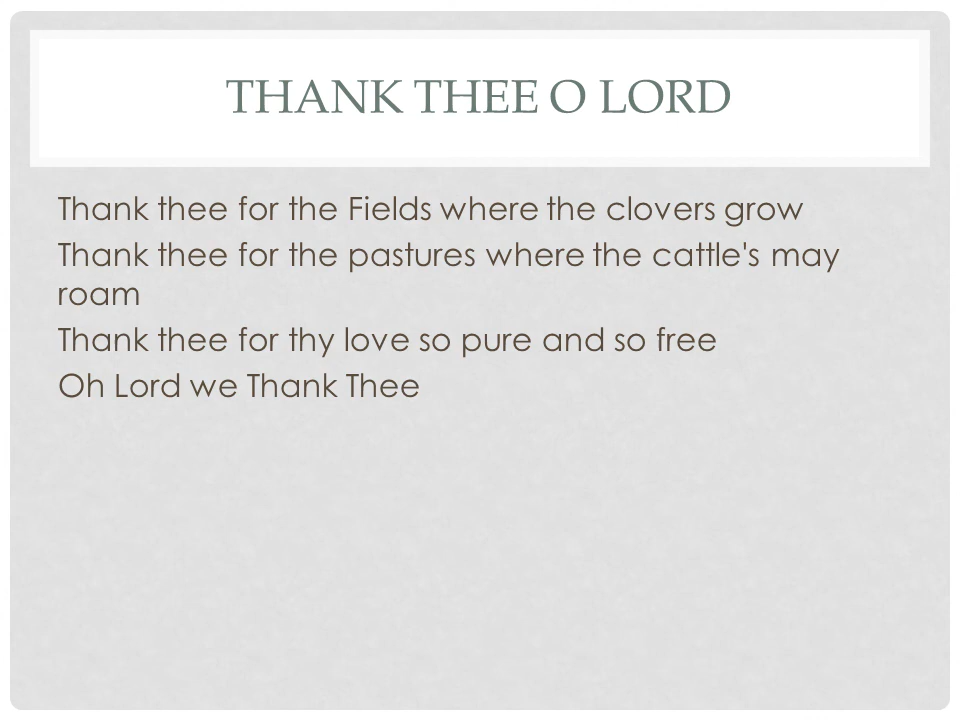 THANK THEE O LORD
Thank thee for the Fields where the clovers grow
Thank thee for the pastures where the cattle's may
roam
Thank thee for thy love so pure and so free
Oh Lord we Thank Thee